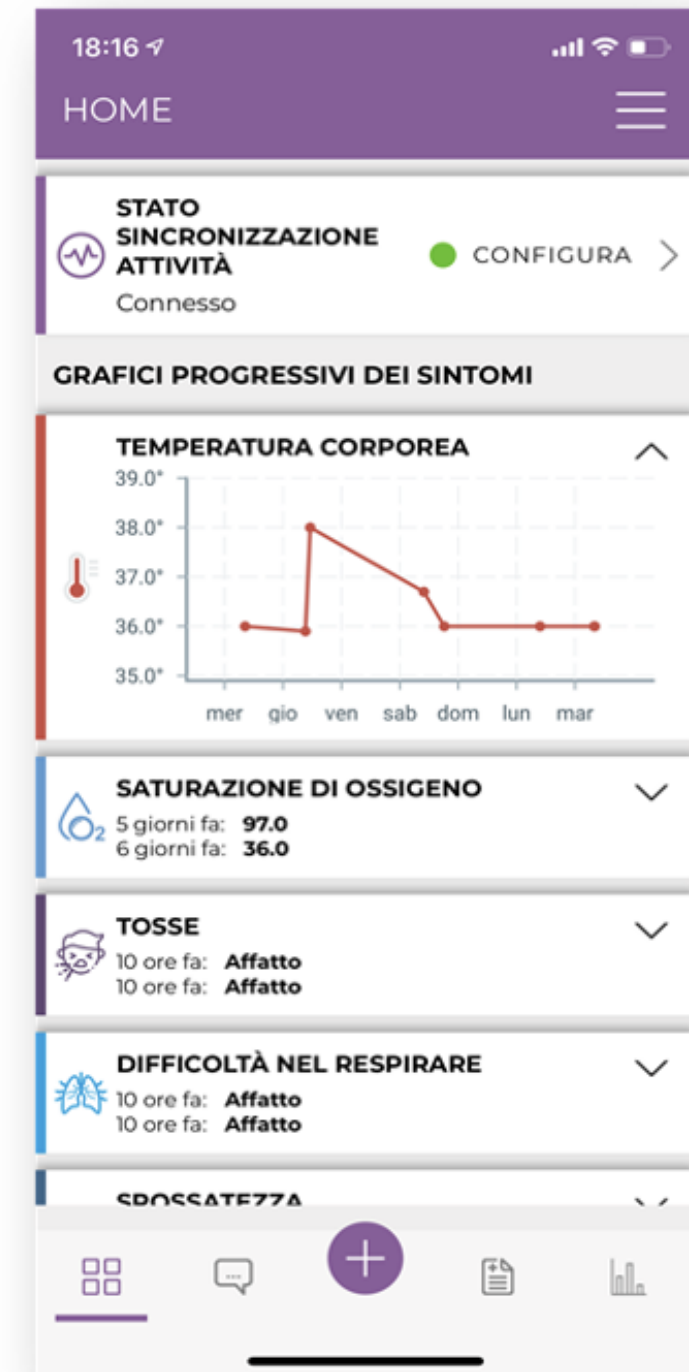 18:16
HOME
STATO
SINCRONIZZAZIONE
ATTIVITÀ
CONFIGURA
Connesso
GRAFICI PROGRESSIVI DEI SINTOMI
TEMPERATURA CORPOREA
39.0°
38.0°
37.0°
36.0°
35.0°
mer gio ven sab dom lun mar
SATURAZIONE DI OSSIGENO
O2
5 giorni fa: 97.0
6 giorni fa: 36.0
TOSSE
10 ore fa: Affatto
10 ore fa: Affatto
DIFFICOLTÀ NEL RESPIRARE
10 ore fa: Affatto
10 ore fa: Affatto
SPOSSATEZZA